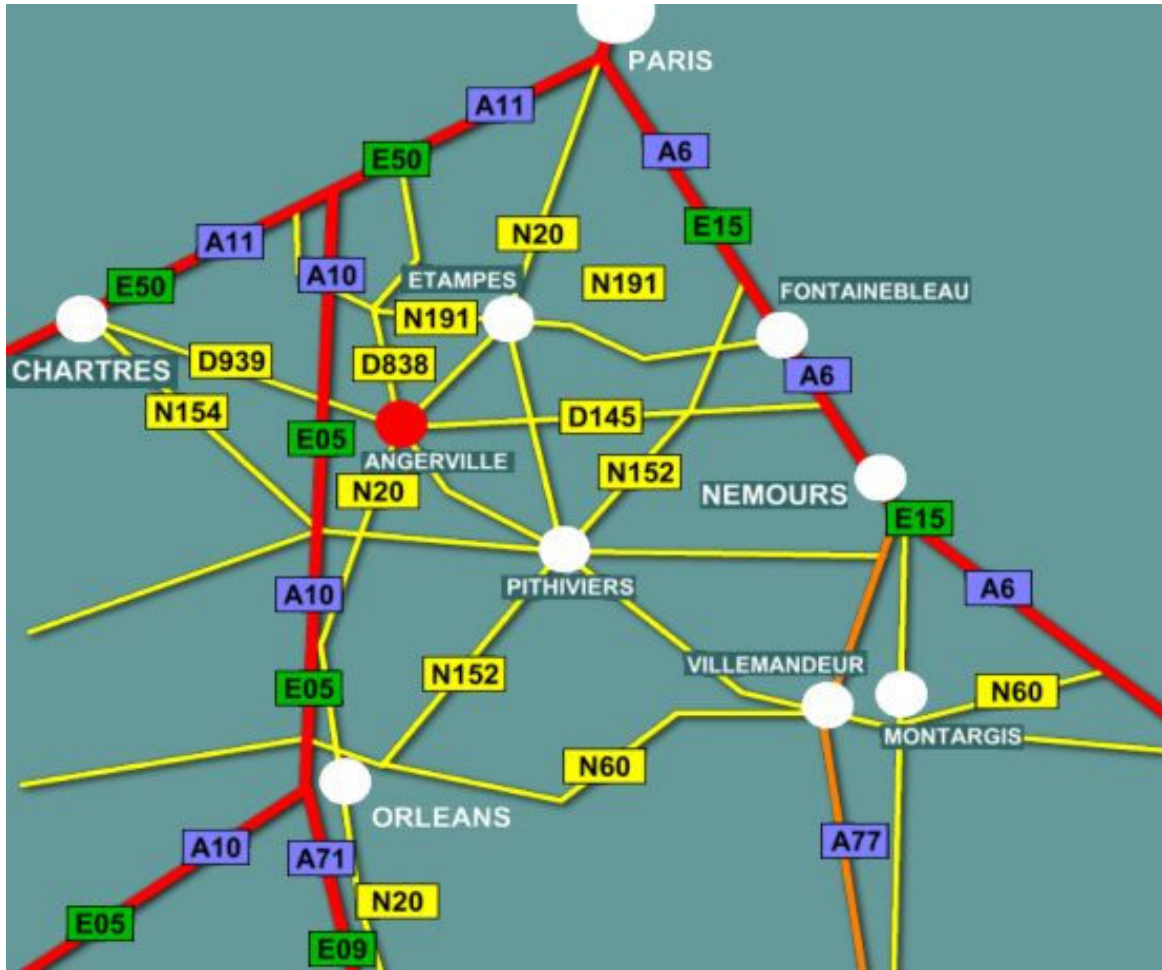 PARIS
A11
A6
E50
E15
N20
A11
A10
ETAMPES
N191
FONTAINEBLEAU
E50
N191
D939
D838
CHARTRES
A6
N154
D145
E05
ANGERVILLE
N152
N20
NEMOURS
E15
PITHIVIERS
A10
A6
VILLEMANDEUR
N152
E05
N60
MONTARGIS
N60
ORLEANS
A10
A71
A77
N20
E05
E09